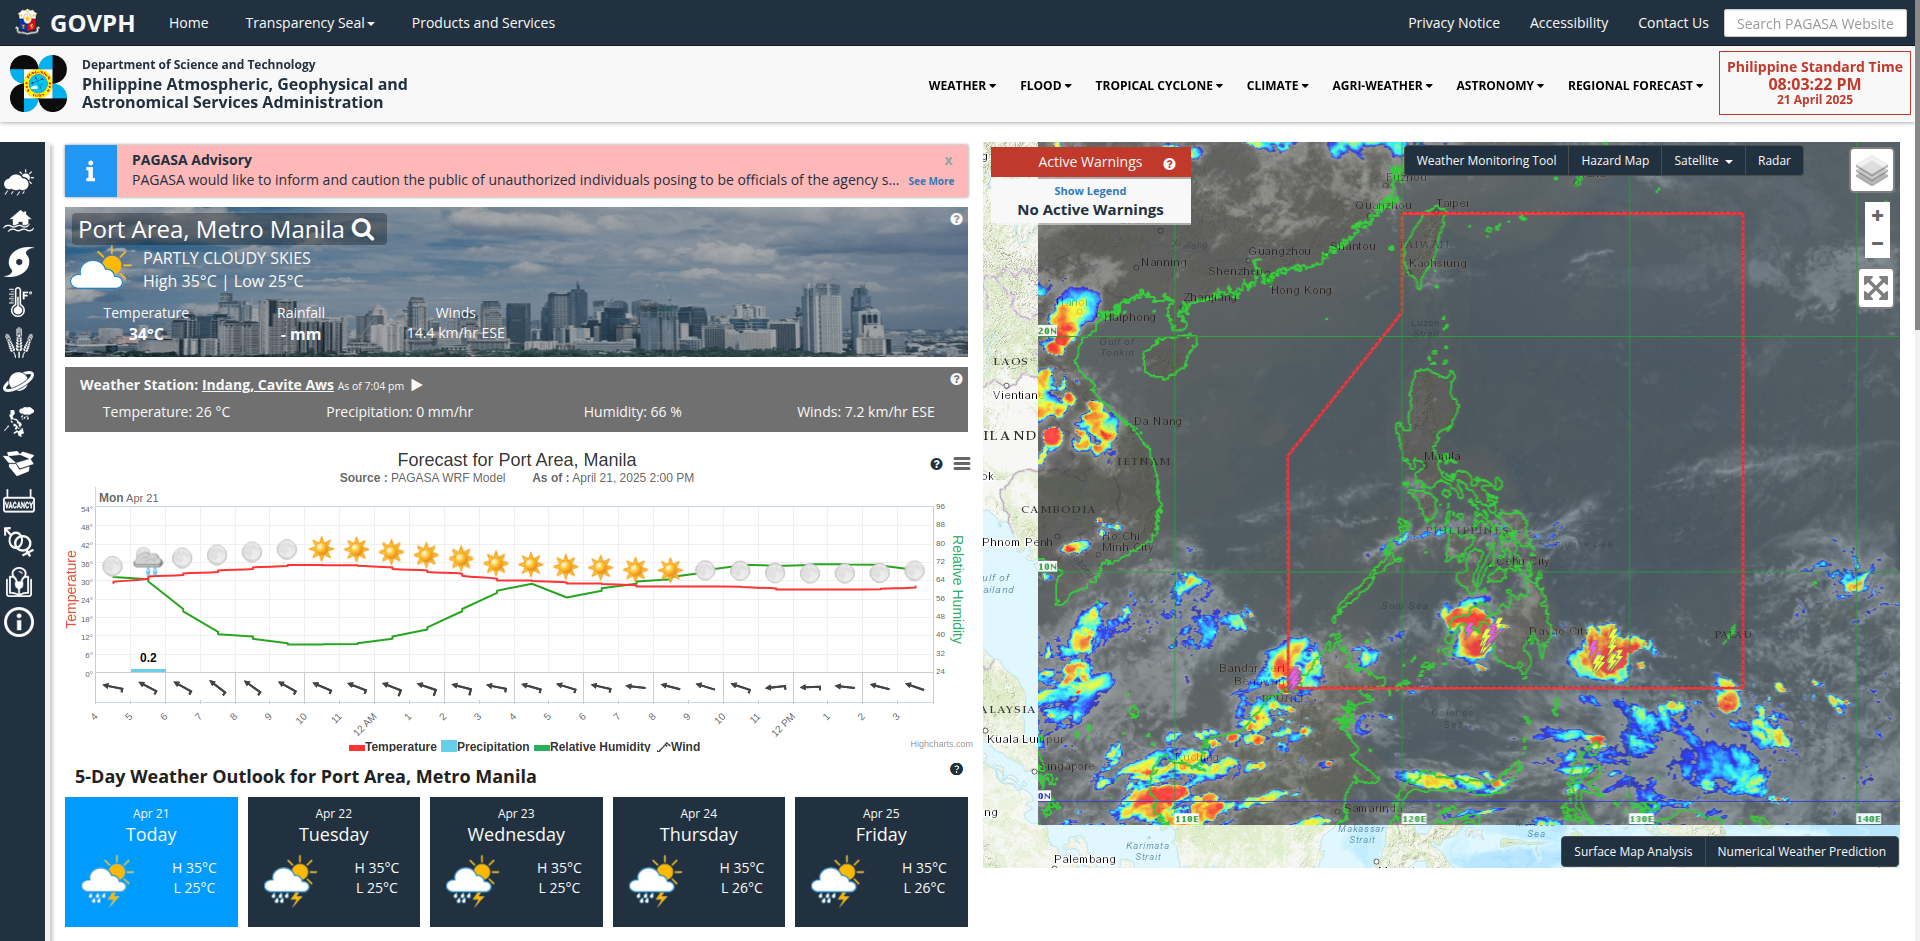 GOVPH
Home
Transparency Seal
Products and Services
Privacy Notice
Accessibility
Contact Us
Search PAGASA Website
Department of Science and Technology
Philippine Atmospheric, Geophysical and
Astronomical Services Administration
WEATHER
FLOOD
TROPICAL CYCLONE
CLIMATE
AGRI-WEATHER
ASTRONOMY
REGIONAL FORECAST
Philippine Standard Time
08:03:22 PM
21 April 2025
VACANCY
PAGASA Advisory
x
PAGASA would like to inform and caution the public of unauthorized individuals posing to be officials of the agency s... See More
Port Area, Metro Manila
PARTLY CLOUDY SKIES
High 35°C | Low 25°C
Temperature
34°C
Rainfall
- mm
Winds
14.4 km/hr ESE
Weather Station: Indang, Cavite Aws As of 7:04 pm
Temperature: 26 °C
Precipitation: 0 mm/hr
Humidity: 66 %
Winds: 7.2 km/hr ESE
Forecast for Port Area, Manila
Source : PAGASA WRF Model As of : April 21, 2025 2:00 PM
Mon Apr 21
54°
48°
42°
36°
30°
24°
18°
12°
6°
0°
Temperature
96
88
80
72
64
56
48
40
32
24
Relative Humidity
0.2
4 5 6 7 8 9 10 11 12 AM 1 2 3 4 5 6 7 8 9 10 11 12 PM 1 2 3
Temperature Precipitation Relative Humidity Wind
Highcharts.com
5-Day Weather Outlook for Port Area, Metro Manila
Apr 21
Today
H 35°C
L 25°C
Apr 22
Tuesday
H 35°C
L 25°C
Apr 23
Wednesday
H 35°C
L 25°C
Apr 24
Thursday
H 35°C
L 26°C
Apr 25
Friday
H 35°C
L 26°C
Active Warnings
Show Legend
No Active Warnings
Weather Monitoring Tool
Hazard Map
Satellite
Radar
+
−
Fuzhou
Quanzhou
Taipei
Guangzhou
Shantou
TAIWAN
Nanning
Shenzhen
Kaohsiung
Hong Kong
Zhanjiang
Hanoi
Haiphong
20N
Luzon
Strait
Gulf of
Tonkin
LAOS
Vientian
Da Nang
ILAND
IETNAM
Manila
ok
CAMBODIA
PHILIPPINES
Phnom Penh
Ho Chi
Minh City
Cebu City
10N
ulf of
ailand
Sulu Sea
Davao City
PALAU
Bandar Seri
Begawan
BRUNEI
ALAYSIA
Celebes
Sea
Kuala Lumpur
Kuching
Singapore
0N
ng
Samarinda
110E
120E
130E
140E
Makassar
Strait
Karimata
Strait
Palembang
Sea
Surface Map Analysis
Numerical Weather Prediction